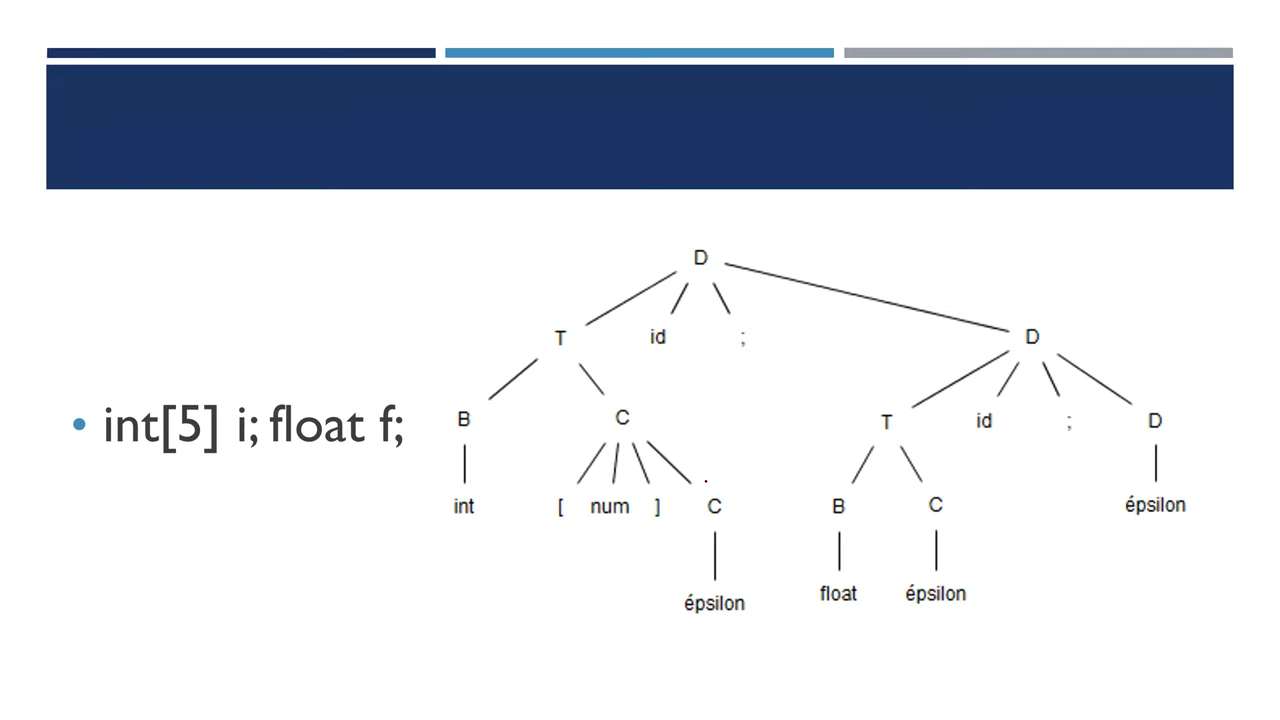 D
T id ; D
• int[5] i; float f;
B C T id ; D
int [ num ] C B C épsilon
épsilon float épsilon